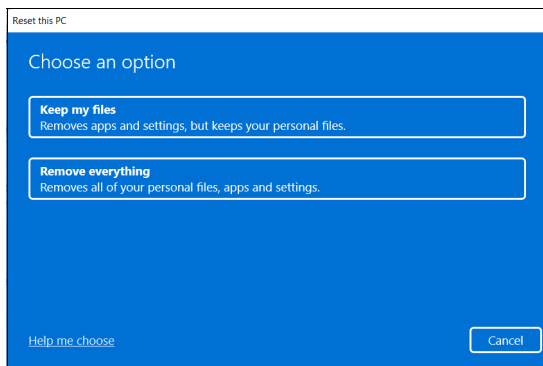 Reset this PC
Choose an option
Keep my files
Removes apps and settings, but keeps your personal files.
Remove everything
Removes all of your personal files, apps and settings.
Help me choose
Cancel